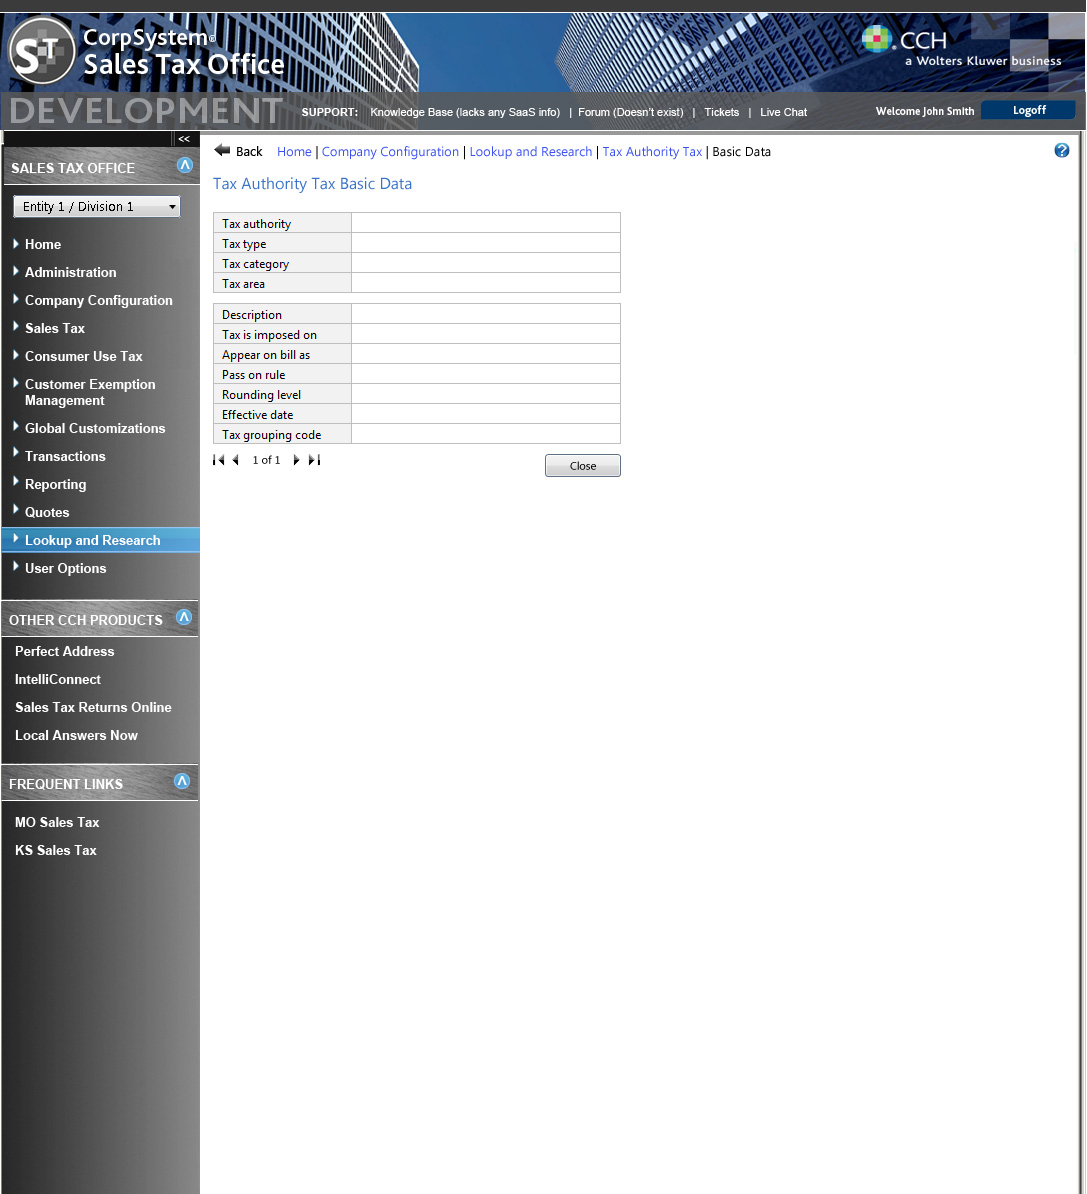 ST
CorpSystem®
Sales Tax Office
CCH
a Wolters Kluwer business
DEVELOPMENT
SUPPORT: Knowledge Base (lacks any SaaS info) | Forum (Doesn't exist) | Tickets | Live Chat
Welcome John Smith
Logoff
<<
SALES TAX OFFICE
Entity 1 / Division 1
Home
Administration
Company Configuration
Sales Tax
Consumer Use Tax
Customer Exemption
Management
Global Customizations
Transactions
Reporting
Quotes
Lookup and Research
User Options
OTHER CCH PRODUCTS
Perfect Address
IntelliConnect
Sales Tax Returns Online
Local Answers Now
FREQUENT LINKS
MO Sales Tax
KS Sales Tax
Back Home | Company Configuration | Lookup and Research | Tax Authority Tax | Basic Data
?
Tax Authority Tax Basic Data
Tax authority
Tax type
Tax category
Tax area
Description
Tax is imposed on
Appear on bill as
Pass on rule
Rounding level
Effective date
Tax grouping code
1 of 1
Close